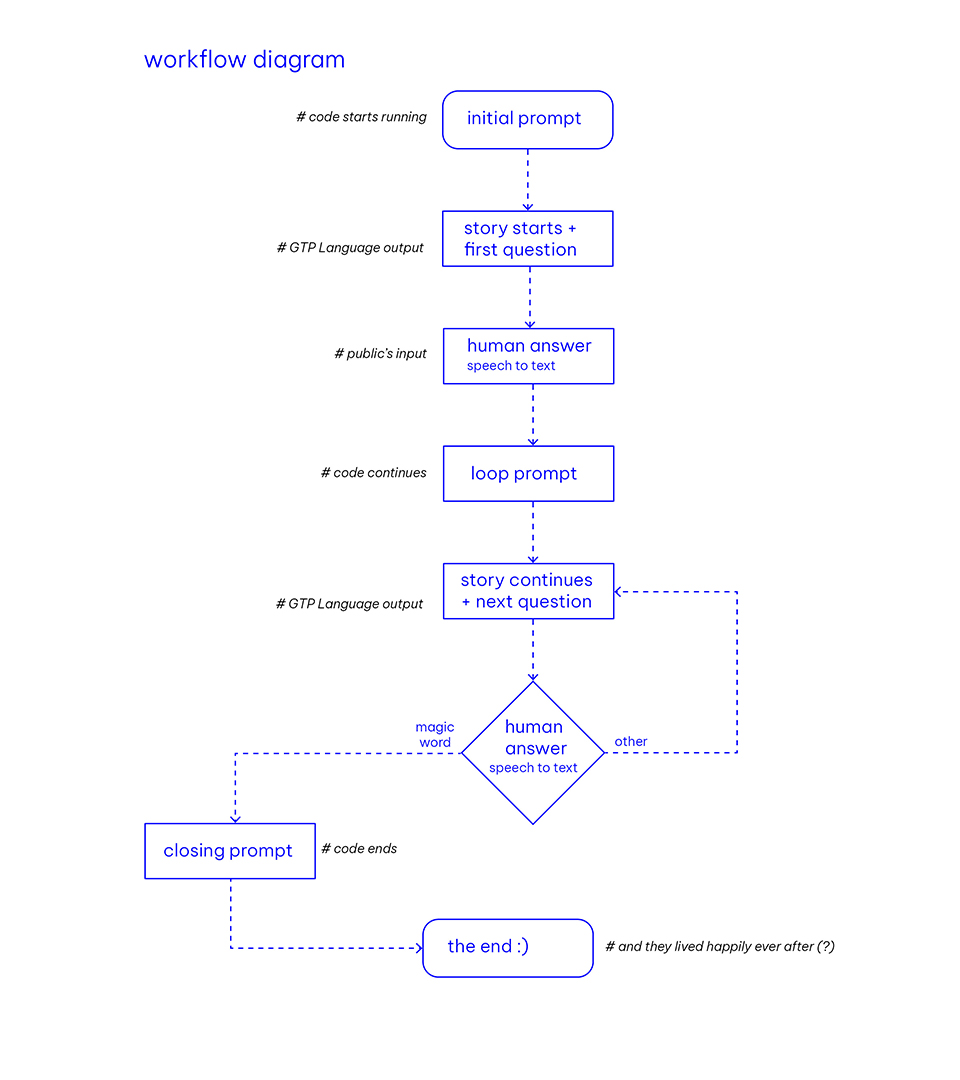 workflow diagram
# code starts running
initial prompt
# GTP Language output
story starts +
first question
# public's input
human answer
speech to text
# code continues
loop prompt
# GTP Language output
story continues
+ next question
magic
word
human
answer
speech to text
other
closing prompt
# code ends
the end :)
# and they lived happily ever after (?)